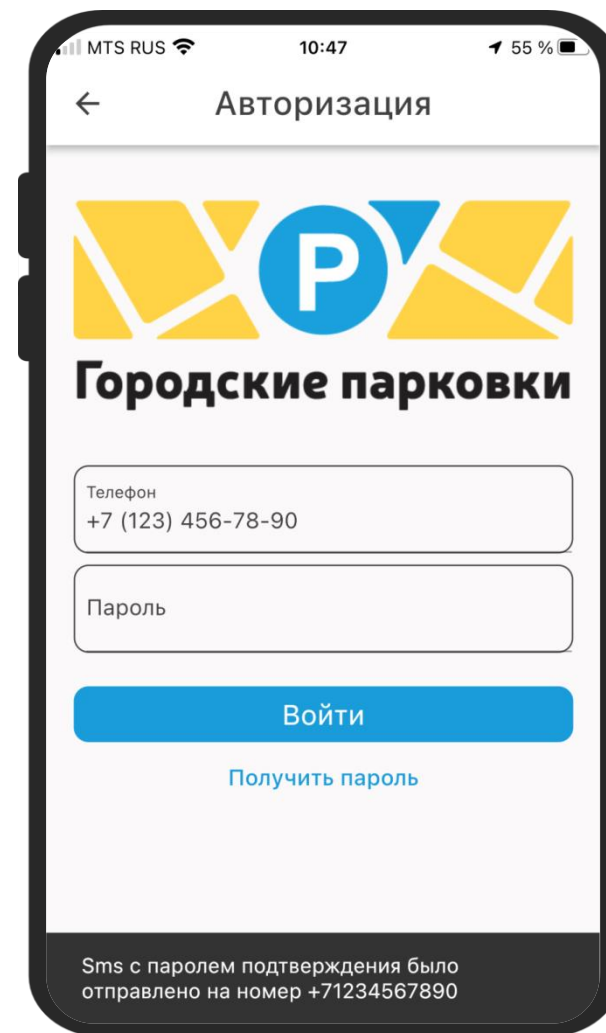 MTS RUS 10:47 55 %
Авторизация
P
Городские парковки
Телефон
+7 (123) 456-78-90
Пароль
Войти
Получить пароль
Sms с паролем подтверждения было
отправлено на номер +71234567890